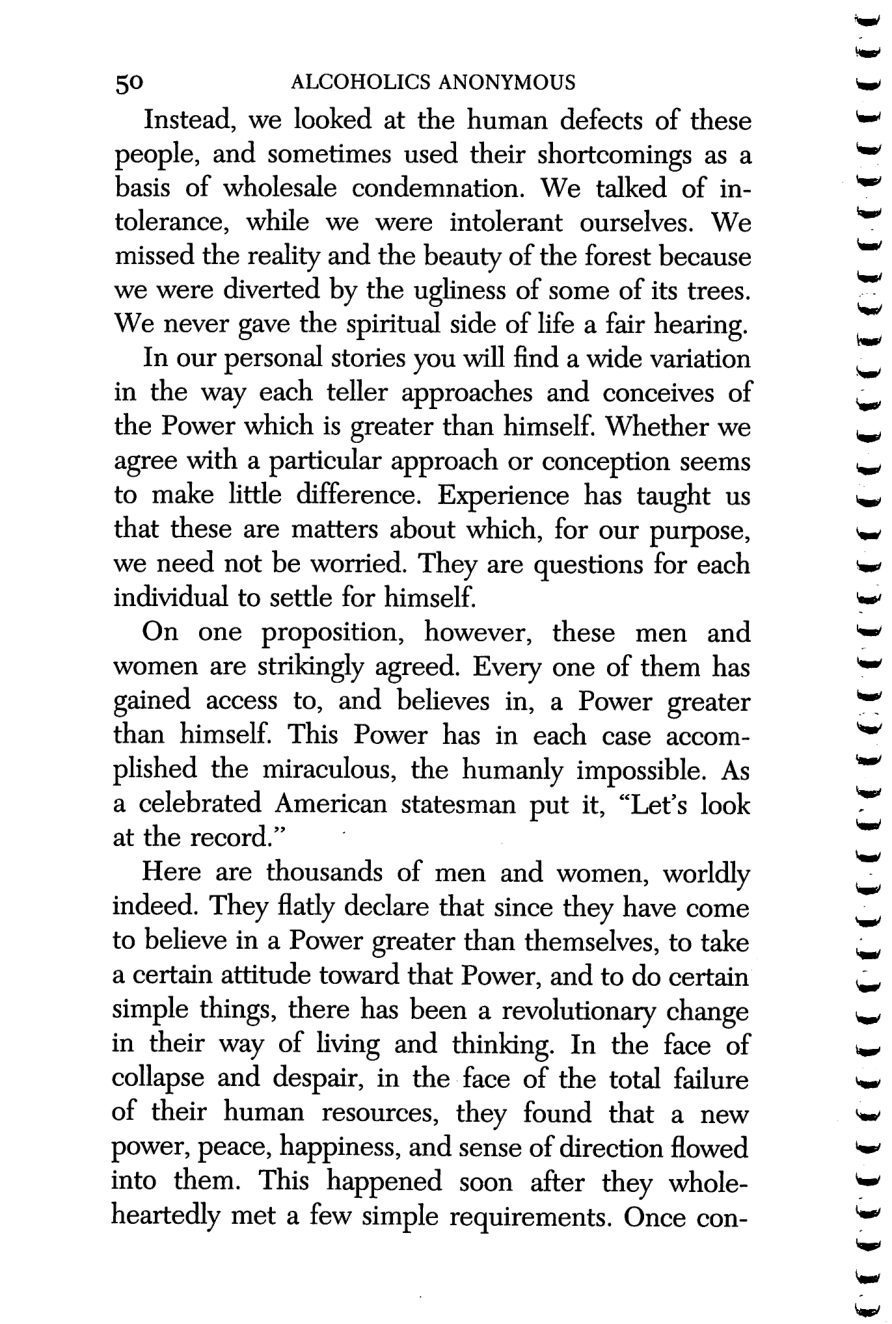 50 ALCOHOLICS ANONYMOUS
Instead, we looked at the human defects of these
people, and sometimes used their shortcomings as a
basis of wholesale condemnation. We talked of in-
tolerance, while we were intolerant ourselves. We
missed the reality and the beauty of the forest because
we were diverted by the ugliness of some of its trees.
We never gave the spiritual side of life a fair hearing.
In our personal stories you will find a wide variation
in the way each teller approaches and conceives of
the Power which is greater than himself. Whether we
agree with a particular approach or conception seems
to make little difference. Experience has taught us
that these are matters about which, for our purpose,
we need not be worried. They are questions for each
individual to settle for himself.
On one proposition, however, these men and
women are strikingly agreed. Every one of them has
gained access to, and believes in, a Power greater
than himself. This Power has in each case accom-
plished the miraculous, the humanly impossible. As
a celebrated American statesman put it, “Let’s look
at the record.”
Here are thousands of men and women, worldly
indeed. They flatly declare that since they have come
to believe in a Power greater than themselves, to take
a certain attitude toward that Power, and to do certain
simple things, there has been a revolutionary change
in their way of living and thinking. In the face of
collapse and despair, in the face of the total failure
of their human resources, they found that a new
power, peace, happiness, and sense of direction flowed
into them. This happened soon after they whole-
heartedly met a few simple requirements. Once con-